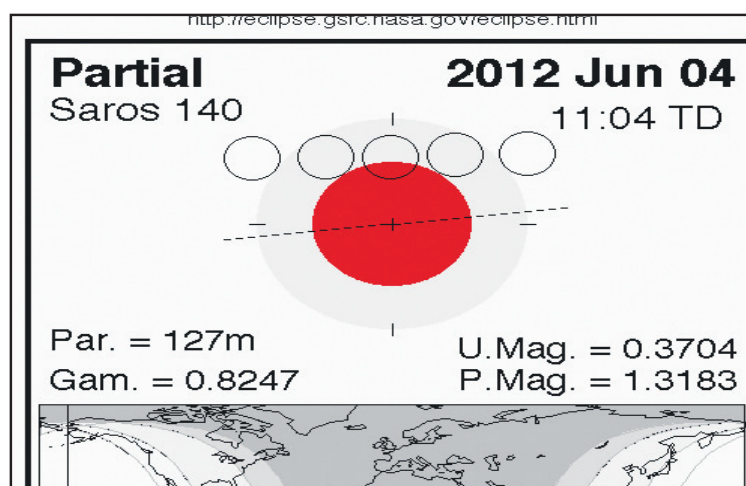 http://eclipse.gsfc.nasa.gov/eclipse.html
Partial 2012 Jun 04
Saros 140 11:04 TD
Par. = 127m U.Mag. = 0.3704
Gam. = 0.8247 P.Mag. = 1.3183